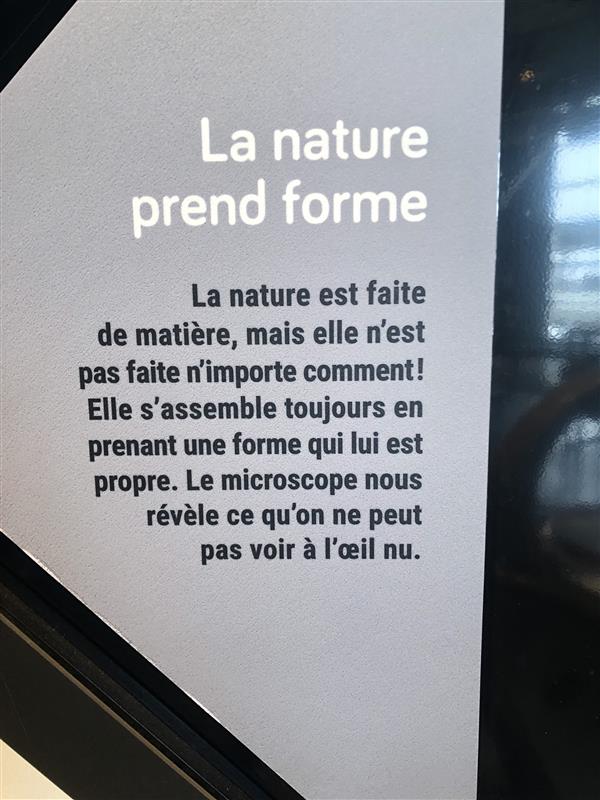 La nature
prend forme
La nature est faite
de matière, mais elle n’est
pas faite n’importe comment!
Elle s’assemble toujours en
prenant une forme qui lui est
propre. Le microscope nous
révèle ce qu’on ne peut
pas voir à l’œil nu.